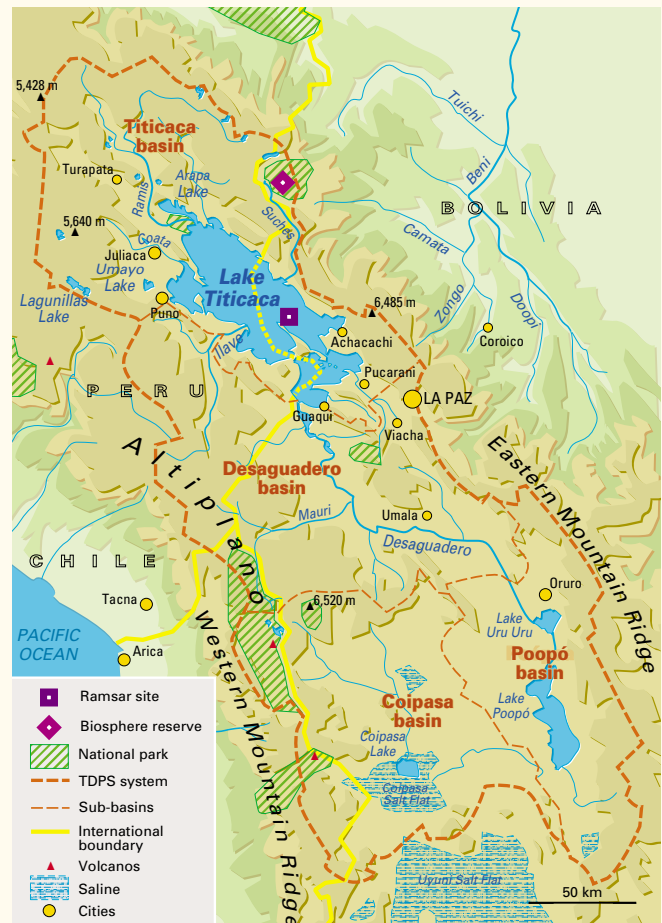 5,428 m
Titicaca
basin
Tuichi
Beni
Turapata
Ramis
Arapa
Lake
Suches
BOLIVIA
5,640 m
Coata
Juliaca
Umayo
Lake
Camata
Lake
Titicaca
Lagunillas
Lake
Puno
6,485 m
Zongo
Doopi
Ilave
Achacachi
Coroico
Pucarani
PERU
LA PAZ
Guaqui
Viacha
Altiplano
Desaguadero
basin
Eastern Mountain Ridge
Mauri
Umala
Desaguadero
CHILE
Tacna
6,520 m
Oruro
Lake
Uru Uru
PACIFIC
OCEAN
Arica
Western Mountain Ridge
Poopó
basin
Coipasa
basin
Lake
Poopó
Coipasa
Lake
Coipasa
Salt Flat
Uyuni Salt Flat
50 km
Ramsar site
Biosphere reserve
National park
TDPS system
Sub-basins
International
boundary
Volcanos
Saline
Cities